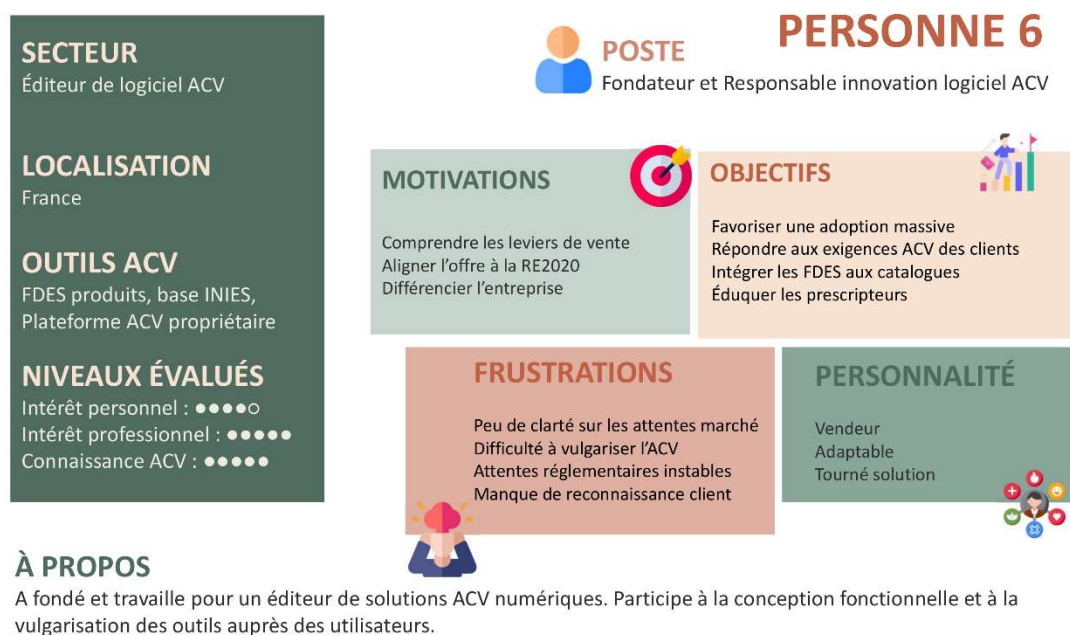 PERSONNE 6
POSTE
Fondateur et Responsable innovation logiciel ACV
SECTEUR
Éditeur de logiciel ACV
LOCALISATION
France
OUTILS ACV
FDES produits, base INIES,
Plateforme ACV propriétaire
NIVEAUX ÉVALUÉS
Intérêt personnel : ●●●●○
Intérêt professionnel : ●●●●●
Connaissance ACV : ●●●●●
MOTIVATIONS
Comprendre les leviers de vente
Aligner l’offre à la RE2020
Différencier l’entreprise
OBJECTIFS
Favoriser une adoption massive
Répondre aux exigences ACV des clients
Intégrer les FDES aux catalogues
Éduquer les prescripteurs
FRUSTRATIONS
Peu de clarté sur les attentes marché
Difficulté à vulgariser l’ACV
Attentes réglementaires instables
Manque de reconnaissance client
PERSONNALITÉ
Vendeur
Adaptable
Tourné solution
À PROPOS
A fondé et travaille pour un éditeur de solutions ACV numériques. Participe à la conception fonctionnelle et à la
vulgarisation des outils auprès des utilisateurs.